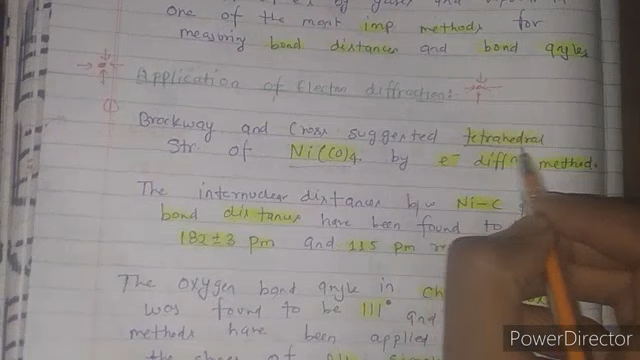 one of the most imp methods for
measuring bond distances and bond angles
Application of Electron diffraction:
①
Brockway and Cross suggested tetrahedral
Str. of Ni(CO)4 by e- diffn method.
The internuclear distances b/w Ni-C
bond distances have been found to
182±3 pm and 115 pm
The oxygen bond angle in
was found to be 111° and
methods have been applied
PowerDirector